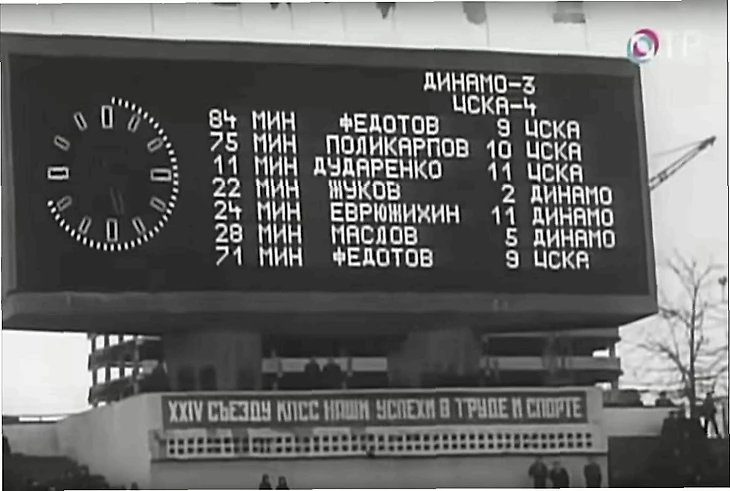 ОТР
ДИНАМО-3
ЦСКА-4
84 МИН ФЕДОТОВ 9 ЦСКА
75 МИН ПОЛИКАРПОВ 10 ЦСКА
11 МИН ДУДАРЕНКО 11 ЦСКА
22 МИН ЖУКОВ 2 ДИНАМО
24 МИН ЕВРЮЖИХИН 11 ДИНАМО
28 МИН МАСЛОВ 5 ДИНАМО
71 МИН ФЕДОТОВ 9 ЦСКА
XXIV СЪЕЗДУ КПСС НАШИ УСПЕХИ В ТРУДЕ И СПОРТЕ